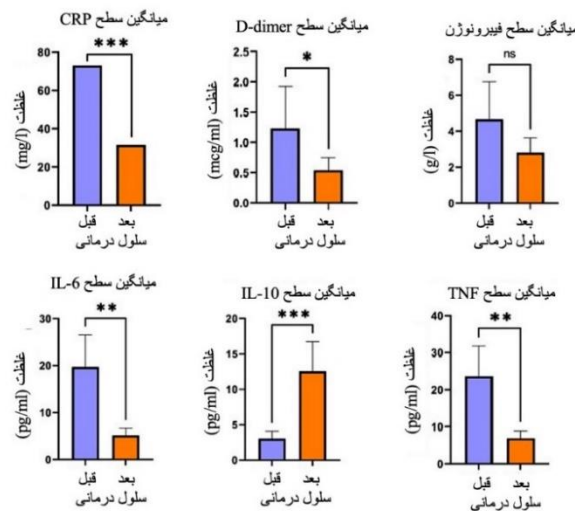 میانگین سطح CRP
***
80
60
40
20
0
غلظت
(mg/l)
قبل
بعد
سلول درمانی
میانگین سطح D-dimer
*
2.5
2.0
1.5
1.0
0.5
0.0
غلظت
(mcg/ml)
قبل
بعد
سلول درمانی
میانگین سطح فیبرونوژن
ns
8
6
4
2
0
غلظت
(g/l)
قبل
بعد
سلول درمانی
میانگین سطح IL-6
**
30
20
10
0
غلظت
(pg/ml)
قبل
بعد
سلول درمانی
میانگین سطح IL-10
***
20
15
10
5
0
غلظت
(pg/ml)
قبل
بعد
سلول درمانی
میانگین سطح TNF
**
40
30
20
10
0
غلظت
(pg/ml)
قبل
بعد
سلول درمانی